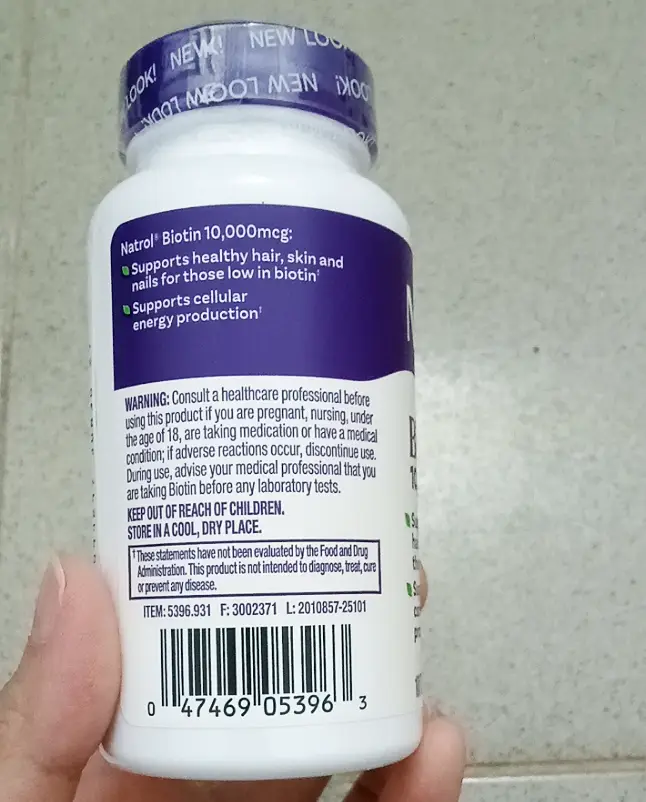 LOOK! NEW! NEW LOO
LOOK! NEW LOOK! NEW LOOK!
Natrol® Biotin 10,000mcg:
Supports healthy hair, skin and
nails for those low in biotin‡
Supports cellular
energy production‡
WARNING: Consult a healthcare professional before
using this product if you are pregnant, nursing, under
the age of 18, are taking medication or have a medical
condition; if adverse reactions occur, discontinue use.
During use, advise your medical professional that you
are taking Biotin before any laboratory tests.
KEEP OUT OF REACH OF CHILDREN.
STORE IN A COOL, DRY PLACE.
‡These statements have not been evaluated by the Food and Drug
Administration. This product is not intended to diagnose, treat, cure
or prevent any disease.
ITEM: 5396.931 F: 3002371 L: 2010857-25101
0 47469 05396 3